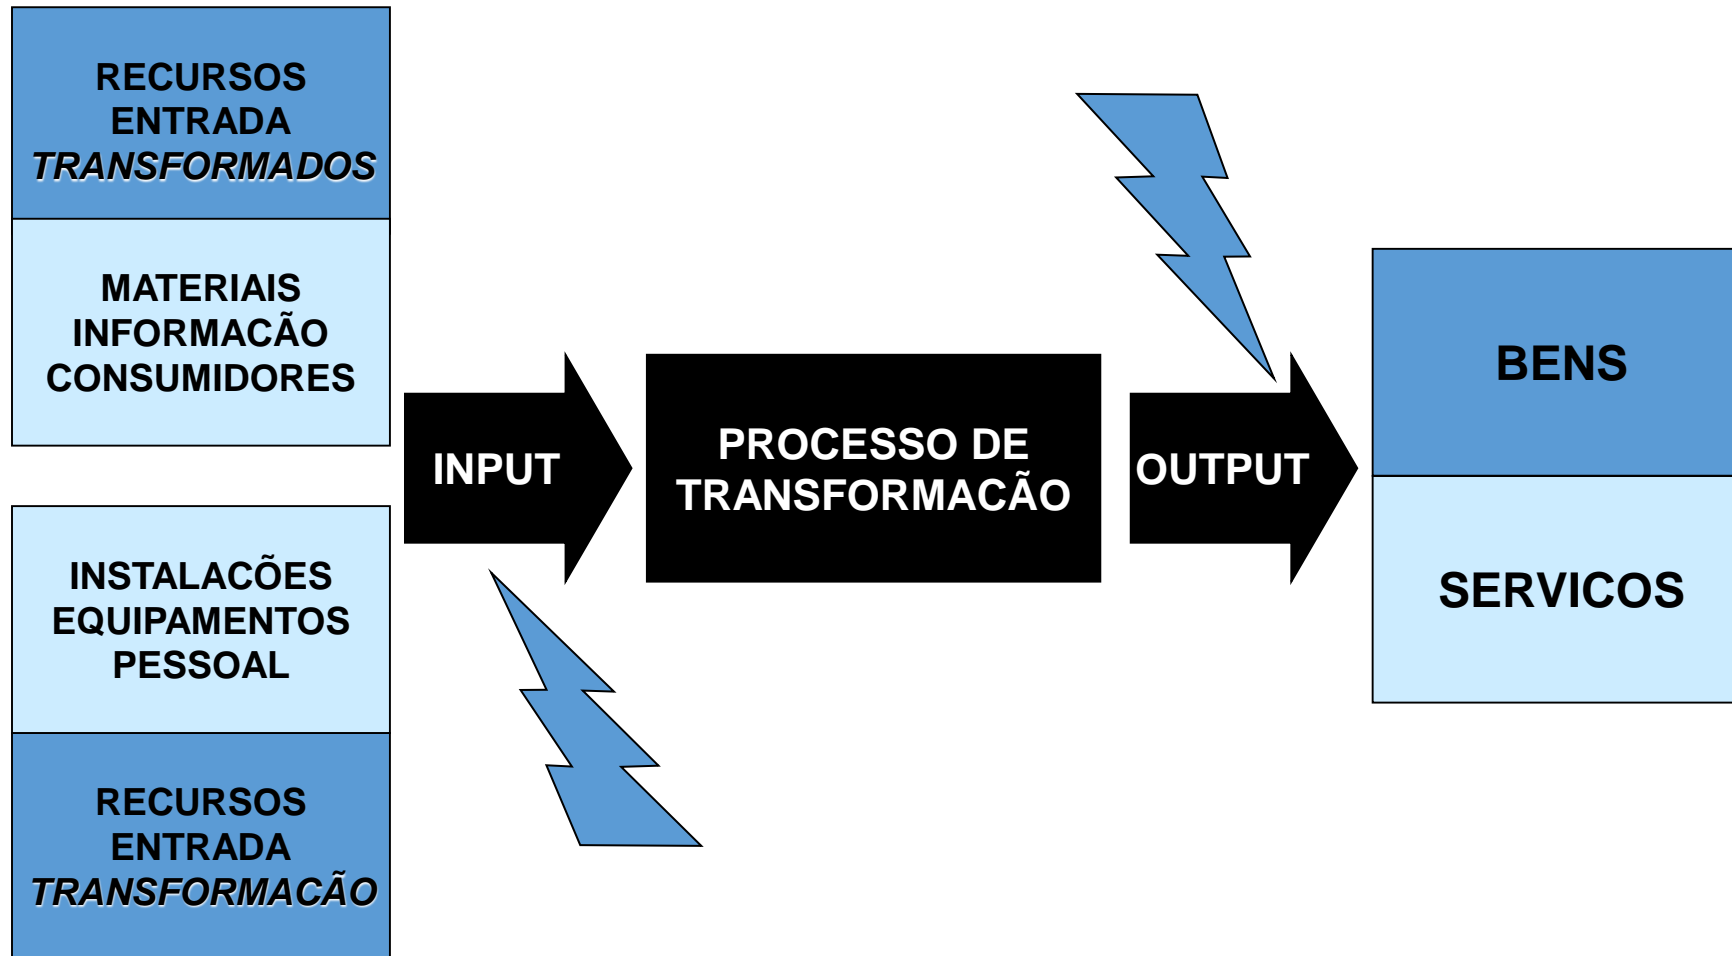 RECURSOS
ENTRADA
TRANSFORMADOS
MATERIAIS
INFORMACÃO
CONSUMIDORES
INSTALACÕES
EQUIPAMENTOS
PESSOAL
RECURSOS
ENTRADA
TRANSFORMACÃO
INPUT
PROCESSO DE
TRANSFORMACÃO
OUTPUT
BENS
SERVICOS